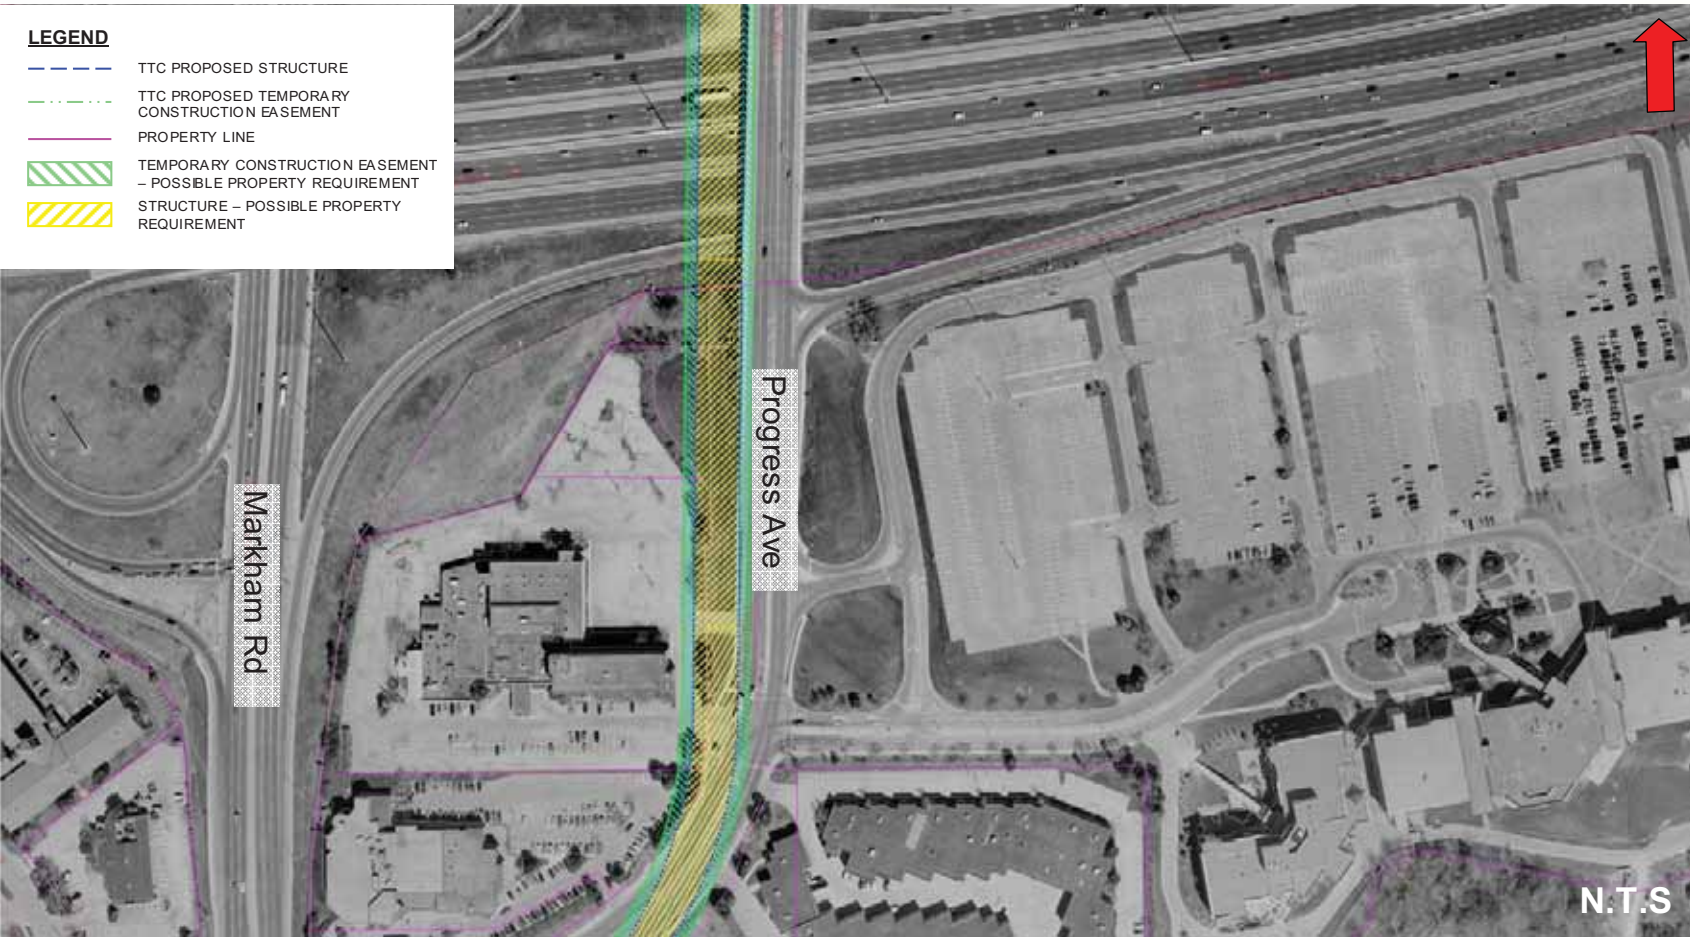 LEGEND
TTC PROPOSED STRUCTURE
TTC PROPOSED TEMPORARY
CONSTRUCTION EASEMENT
PROPERTY LINE
TEMPORARY CONSTRUCTION EASEMENT
– POSSIBLE PROPERTY REQUIREMENT
STRUCTURE – POSSIBLE PROPERTY
REQUIREMENT
Progress Ave
Markham Rd
N.T.S